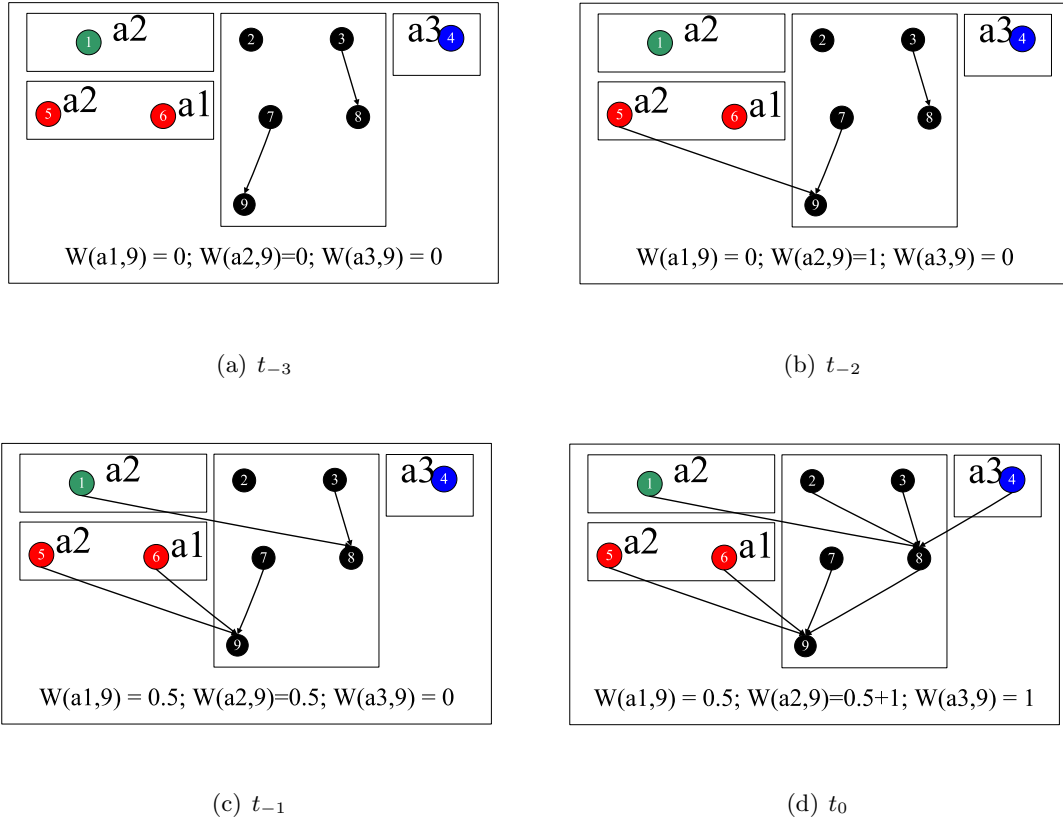 1 a2 2 3 a3 4
5 a2 6 a1 7 8
9
W(a1,9) = 0; W(a2,9)=0; W(a3,9) = 0
(a) t₋₃
1 a2 2 3 a3 4
5 a2 6 a1 7 8
9
W(a1,9) = 0; W(a2,9)=1; W(a3,9) = 0
(b) t₋₂
1 a2 2 3 a3 4
5 a2 6 a1 7 8
9
W(a1,9) = 0.5; W(a2,9)=0.5; W(a3,9) = 0
(c) t₋₁
1 a2 2 3 a3 4
5 a2 6 a1 7 8
9
W(a1,9) = 0.5; W(a2,9)=0.5+1; W(a3,9) = 1
(d) t₀